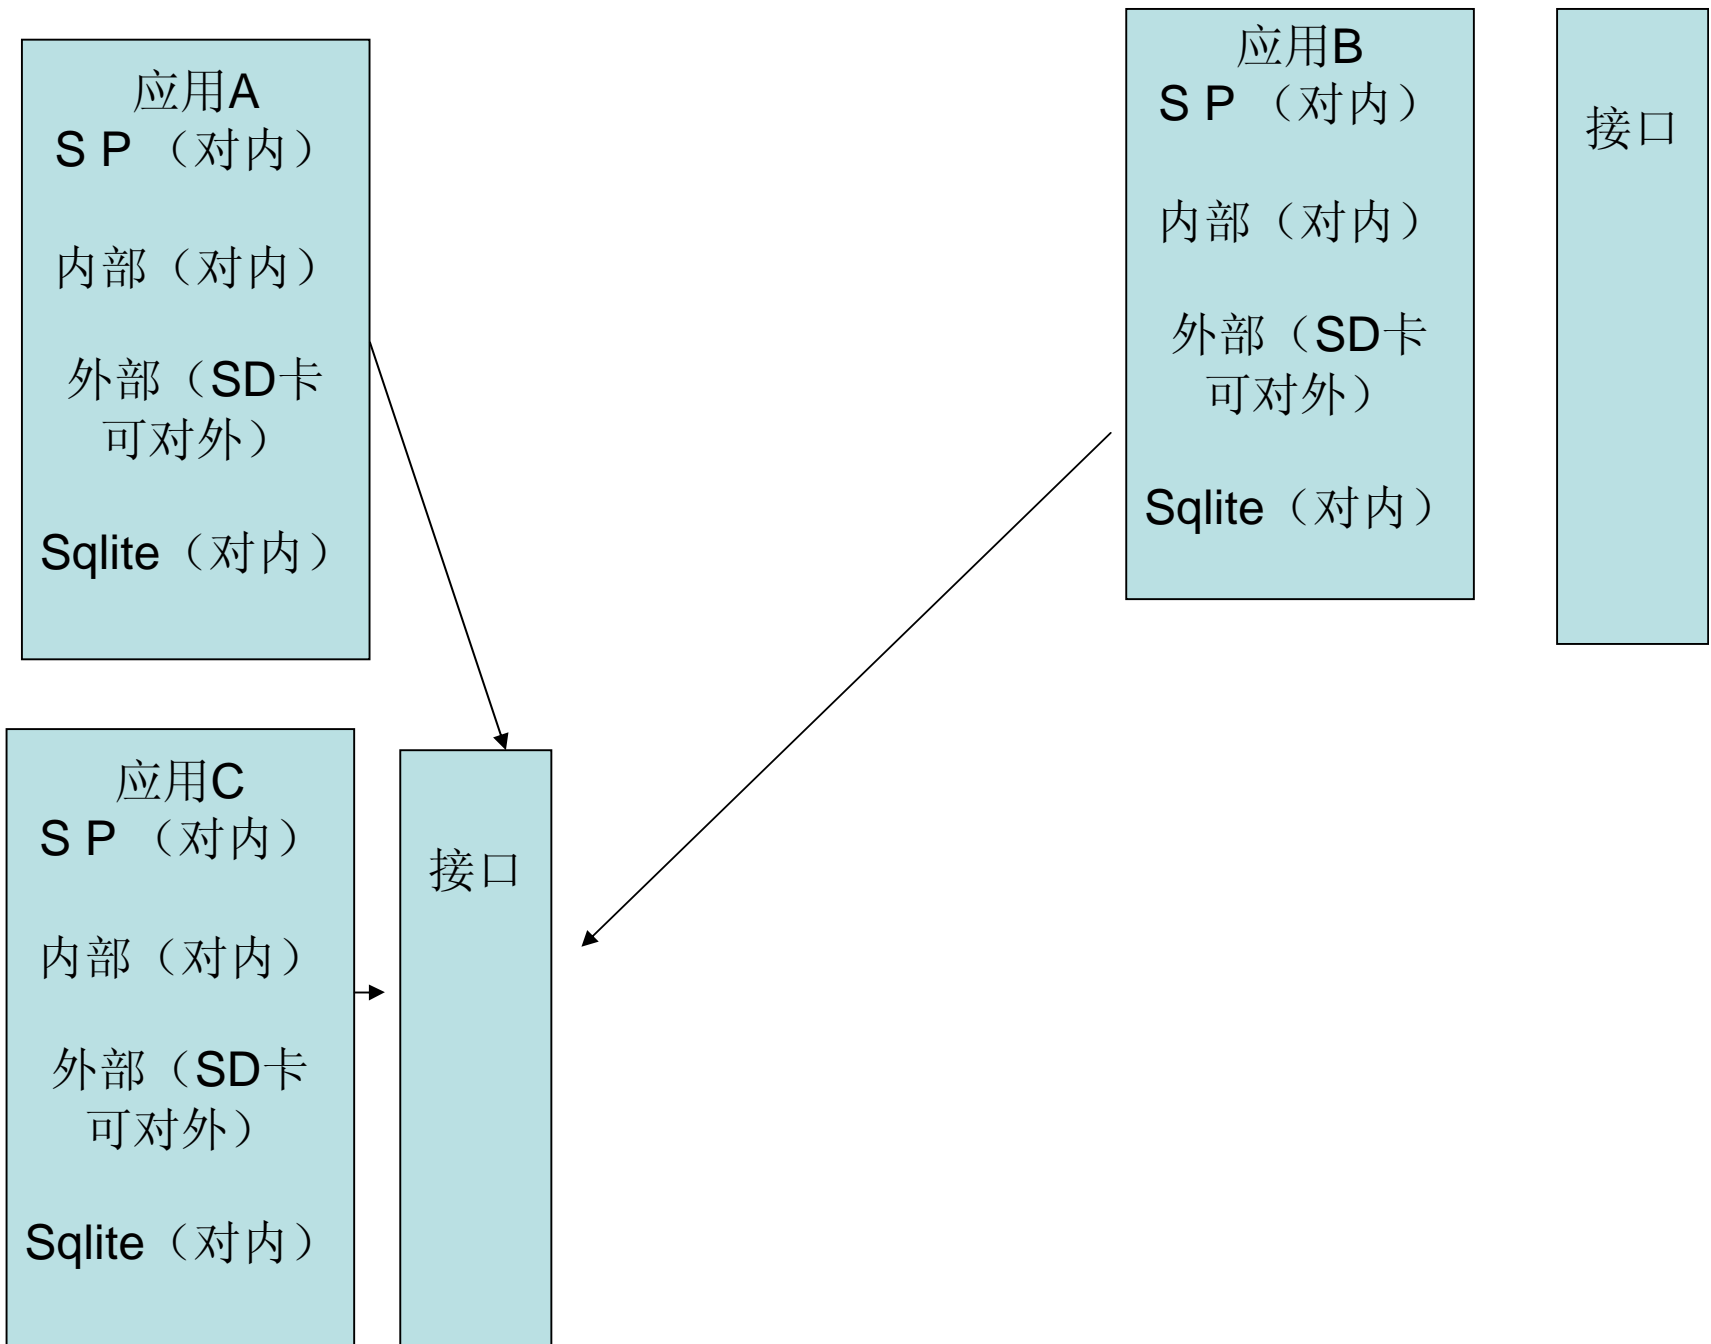 应用A
S P （对内）
内部（对内）
外部（SD卡
可对外）
Sqlite（对内）
应用B
S P （对内）
内部（对内）
外部（SD卡
可对外）
Sqlite（对内）
接口
应用C
S P （对内）
内部（对内）
外部（SD卡
可对外）
Sqlite（对内）
接口